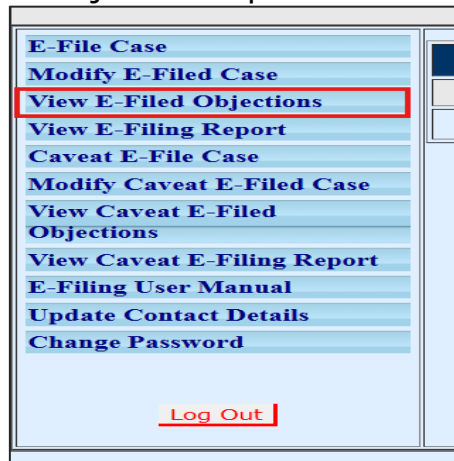 E-File Case
Modify E-Filed Case
View E-Filed Objections
View E-Filing Report
Caveat E-File Case
Modify Caveat E-Filed Case
View Caveat E-Filed
Objections
View Caveat E-Filing Report
E-Filing User Manual
Update Contact Details
Change Password
Log Out